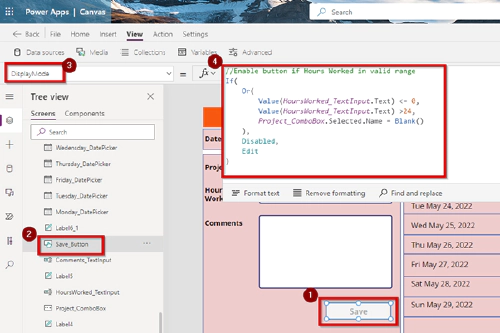 Power Apps | Canvas
Search
Back
File
Home
Insert
View
Action
Settings
Data sources
Media
Collections
Variables
Advanced
3
4
DisplayMode
=
fx
//Enable button if Hours Worked in valid range
If(
Or(
Value(HoursWorked_TextInput.Text) <= 0,
Value(HoursWorked_TextInput.Text) >24,
Project_ComboBox.Selected.Name = Blank()
),
Disabled,
Edit
)
Format text
Remove formatting
Find and replace
Tree view
Screens
Components
Search
Wednesday_DatePicker
Thursday_DatePicker
Friday_DatePicker
Tuesday_DatePicker
Monday_DatePicker
Label6_1
2
Save_Button
...
Comments_TextInput
Label5
HoursWorked_TextInput
Project_ComboBox
Label4
Date
Project
Hours
Worked
Comments
1
Save
Tue May 24, 2022
Wed May 25, 2022
Thu May 26, 2022
Fri May 27, 2022
Sat May 28, 2022
Sun May 29, 2022